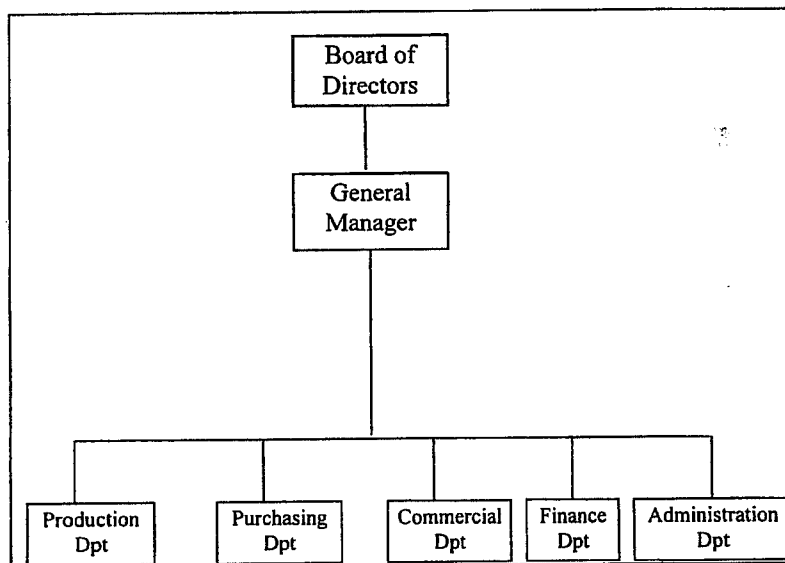 Board of
Directors
General
Manager
Production
Dpt
Purchasing
Dpt
Commercial
Dpt
Finance
Dpt
Administration
Dpt